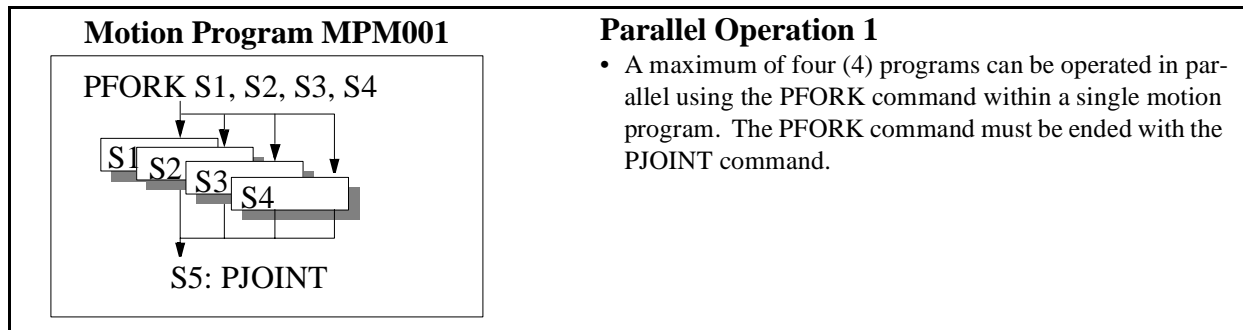 Motion Program MPM001
PFORK S1, S2, S3, S4
S1
S2
S3
S4
S5: PJOINT
Parallel Operation 1
• A maximum of four (4) programs can be operated in par-
allel using the PFORK command within a single motion
program. The PFORK command must be ended with the
PJOINT command.